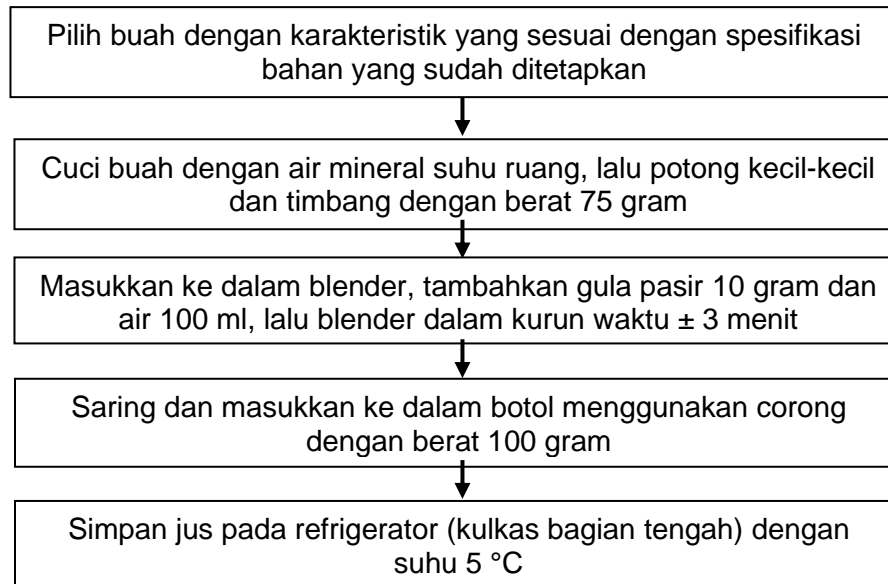 Pilih buah dengan karakteristik yang sesuai dengan spesifikasi
bahan yang sudah ditetapkan
Cuci buah dengan air mineral suhu ruang, lalu potong kecil-kecil
dan timbang dengan berat 75 gram
Masukkan ke dalam blender, tambahkan gula pasir 10 gram dan
air 100 ml, lalu blender dalam kurun waktu ± 3 menit
Saring dan masukkan ke dalam botol menggunakan corong
dengan berat 100 gram
Simpan jus pada refrigerator (kulkas bagian tengah) dengan
suhu 5 °C